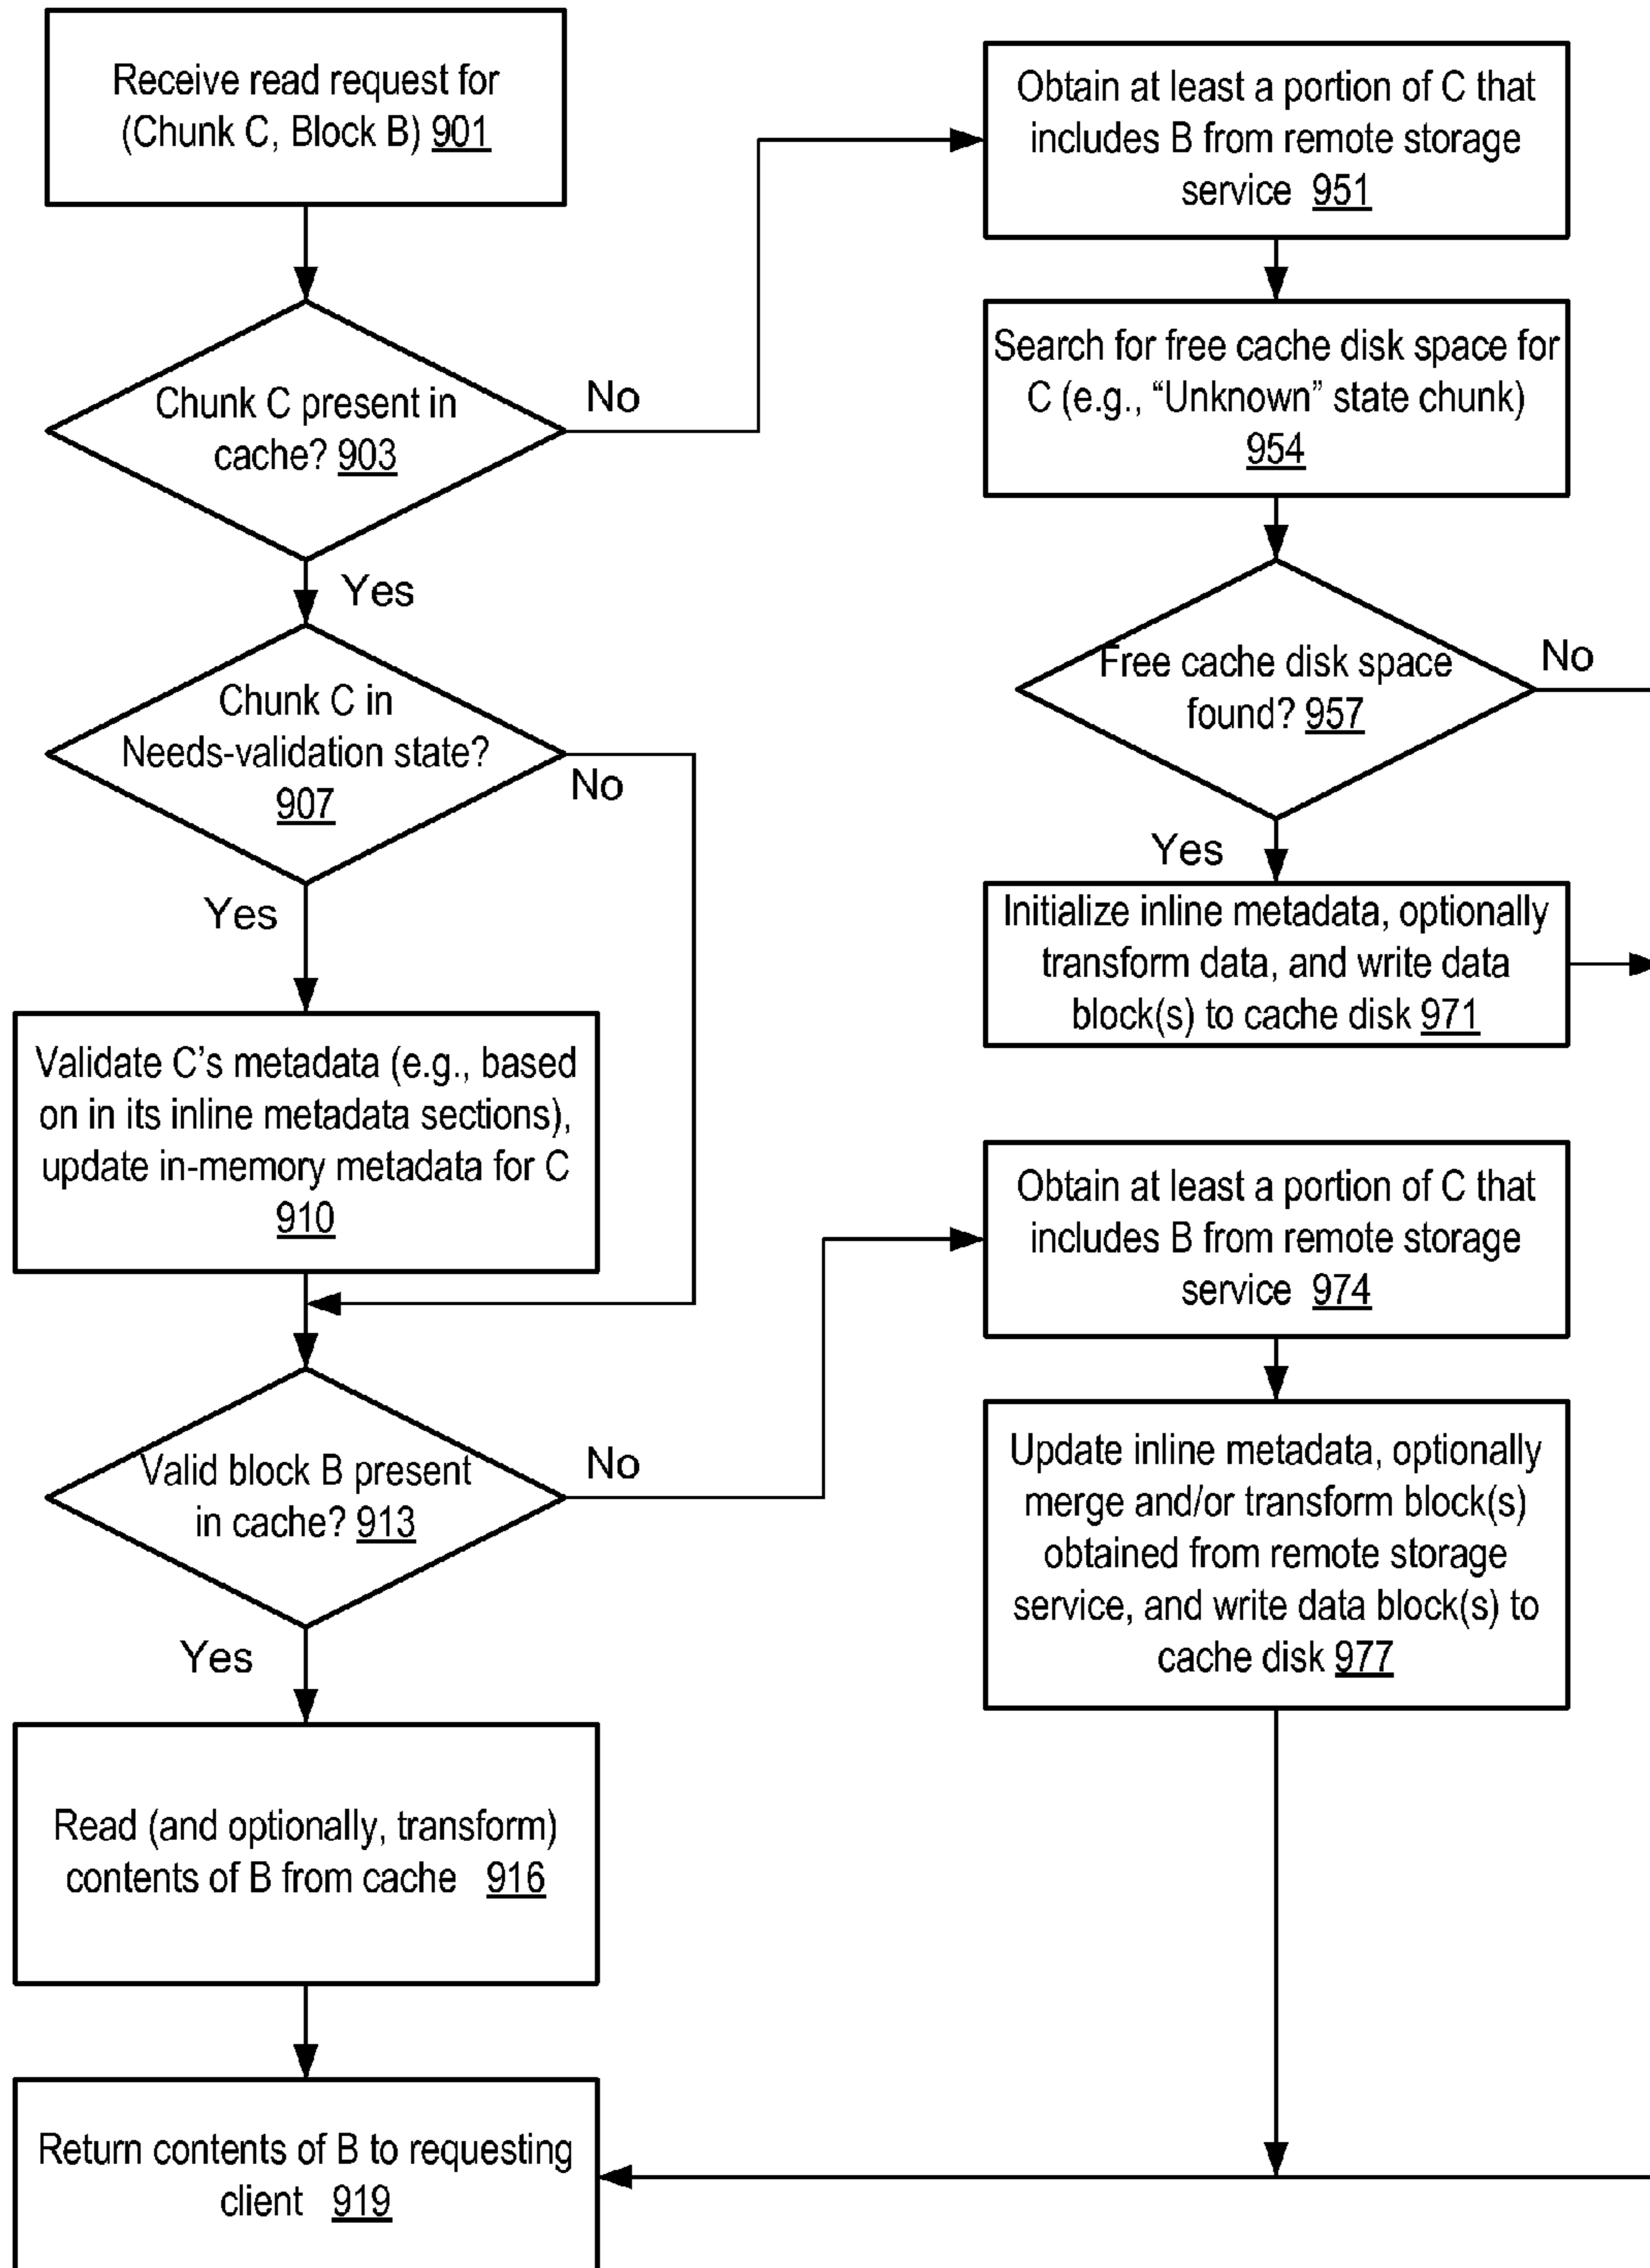 Receive read request for
(Chunk C, Block B) 901
Chunk C present in
cache? 903
No
Yes
Chunk C in
Needs-validation state?
907
No
Yes
Validate C's metadata (e.g., based
on in its inline metadata sections),
update in-memory metadata for C
910
Valid block B present
in cache? 913
No
Yes
Read (and optionally, transform)
contents of B from cache 916
Return contents of B to requesting
client 919
Obtain at least a portion of C that
includes B from remote storage
service 951
Search for free cache disk space for
C (e.g., “Unknown” state chunk)
954
Free cache disk space
found? 957
No
Yes
Initialize inline metadata, optionally
transform data, and write data
block(s) to cache disk 971
Obtain at least a portion of C that
includes B from remote storage
service 974
Update inline metadata, optionally
merge and/or transform block(s)
obtained from remote storage
service, and write data block(s) to
cache disk 977